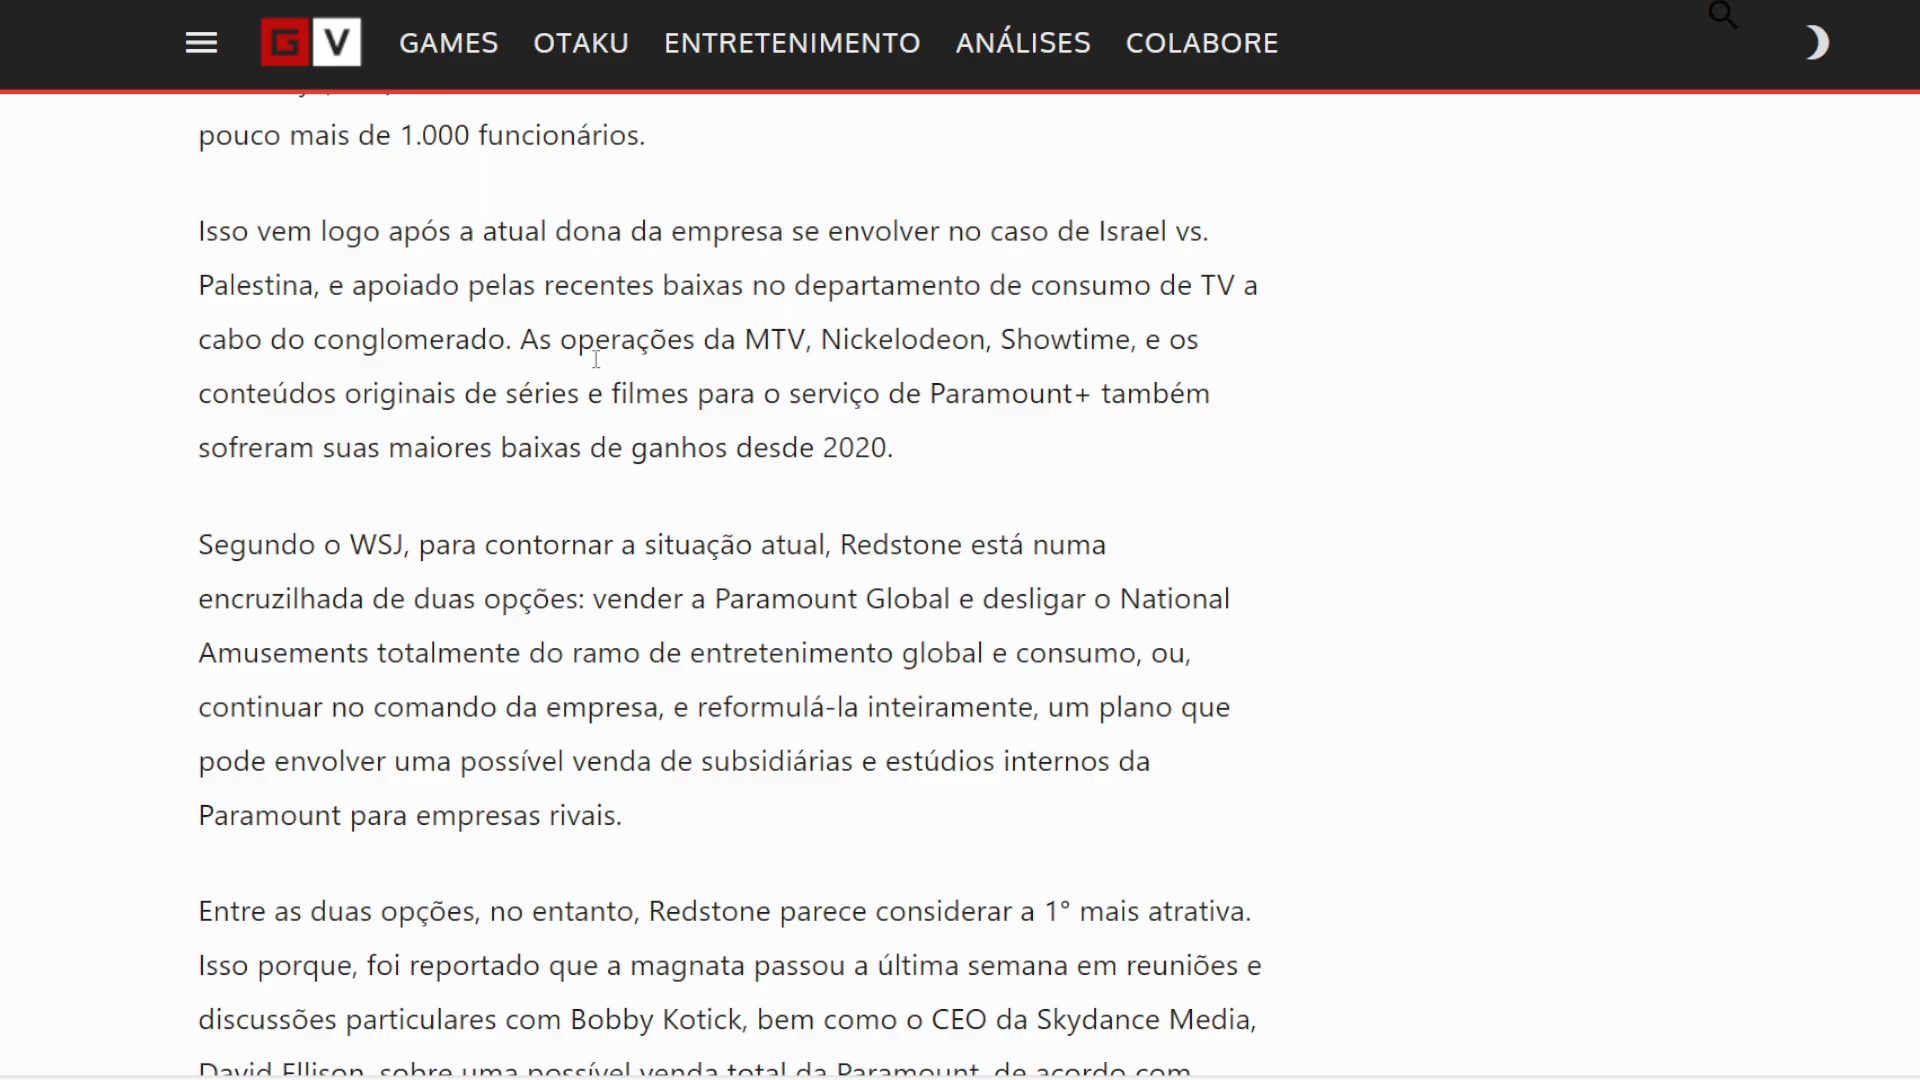 G V GAMES OTAKU ENTRETENIMENTO ANÁLISES COLABORE
pouco mais de 1.000 funcionários.
Isso vem logo após a atual dona da empresa se envolver no caso de Israel vs.
Palestina, e apoiado pelas recentes baixas no departamento de consumo de TV a
cabo do conglomerado. As operações da MTV, Nickelodeon, Showtime, e os
conteúdos originais de séries e filmes para o serviço de Paramount+ também
sofreram suas maiores baixas de ganhos desde 2020.
Segundo o WSJ, para contornar a situação atual, Redstone está numa
encruzilhada de duas opções: vender a Paramount Global e desligar o National
Amusements totalmente do ramo de entretenimento global e consumo, ou,
continuar no comando da empresa, e reformulá-la inteiramente, um plano que
pode envolver uma possível venda de subsidiárias e estúdios internos da
Paramount para empresas rivais.
Entre as duas opções, no entanto, Redstone parece considerar a 1° mais atrativa.
Isso porque, foi reportado que a magnata passou a última semana em reuniões e
discussões particulares com Bobby Kotick, bem como o CEO da Skydance Media,
David Ellison, sobre uma possível venda total da Paramount, de acordo com